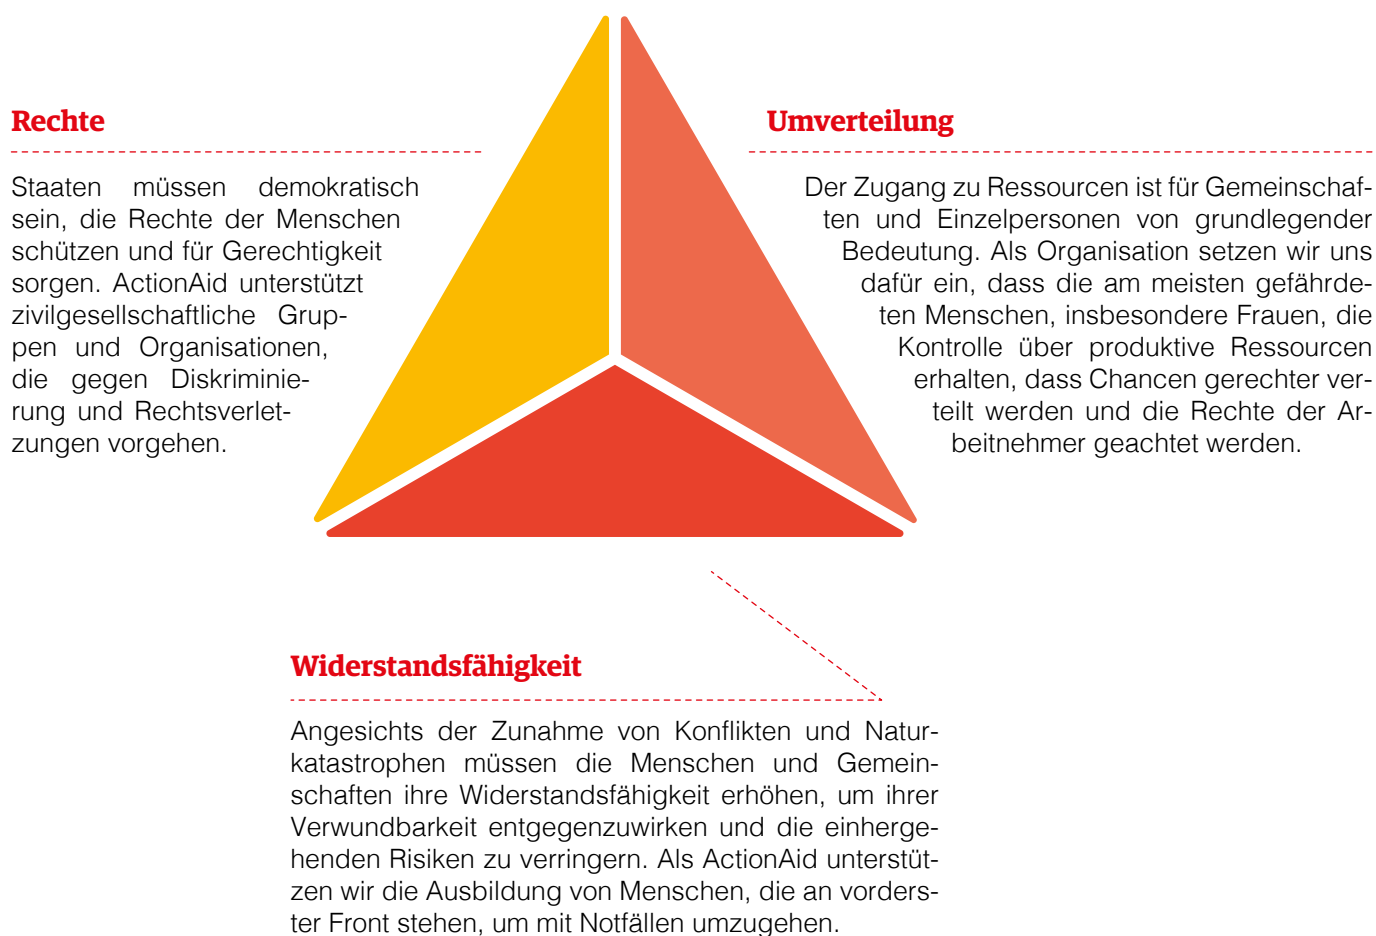 Rechte
Staaten müssen demokratisch
sein, die Rechte der Menschen
schützen und für Gerechtigkeit
sorgen. ActionAid unterstützt
zivilgesellschaftliche Grup-
pen und Organisationen,
die gegen Diskriminie-
rung und Rechtsverlet-
zungen vorgehen.
Umverteilung
Der Zugang zu Ressourcen ist für Gemeinschaf-
ten und Einzelpersonen von grundlegender
Bedeutung. Als Organisation setzen wir uns
dafür ein, dass die am meisten gefährde-
ten Menschen, insbesondere Frauen, die
Kontrolle über produktive Ressourcen
erhalten, dass Chancen gerechter ver-
teilt werden und die Rechte der Ar-
beitnehmer geachtet werden.
Widerstandsfähigkeit
Angesichts der Zunahme von Konflikten und Natur-
katastrophen müssen die Menschen und Gemein-
schaften ihre Widerstandsfähigkeit erhöhen, um ihrer
Verwundbarkeit entgegenzuwirken und die einherge-
henden Risiken zu verringern. Als ActionAid unterstüt-
zen wir die Ausbildung von Menschen, die an vorders-
ter Front stehen, um mit Notfällen umzugehen.